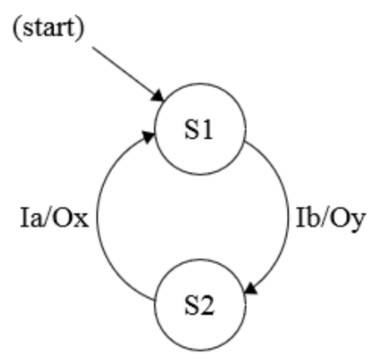 (start)
S1
Ia/Ox
Ib/Oy
S2